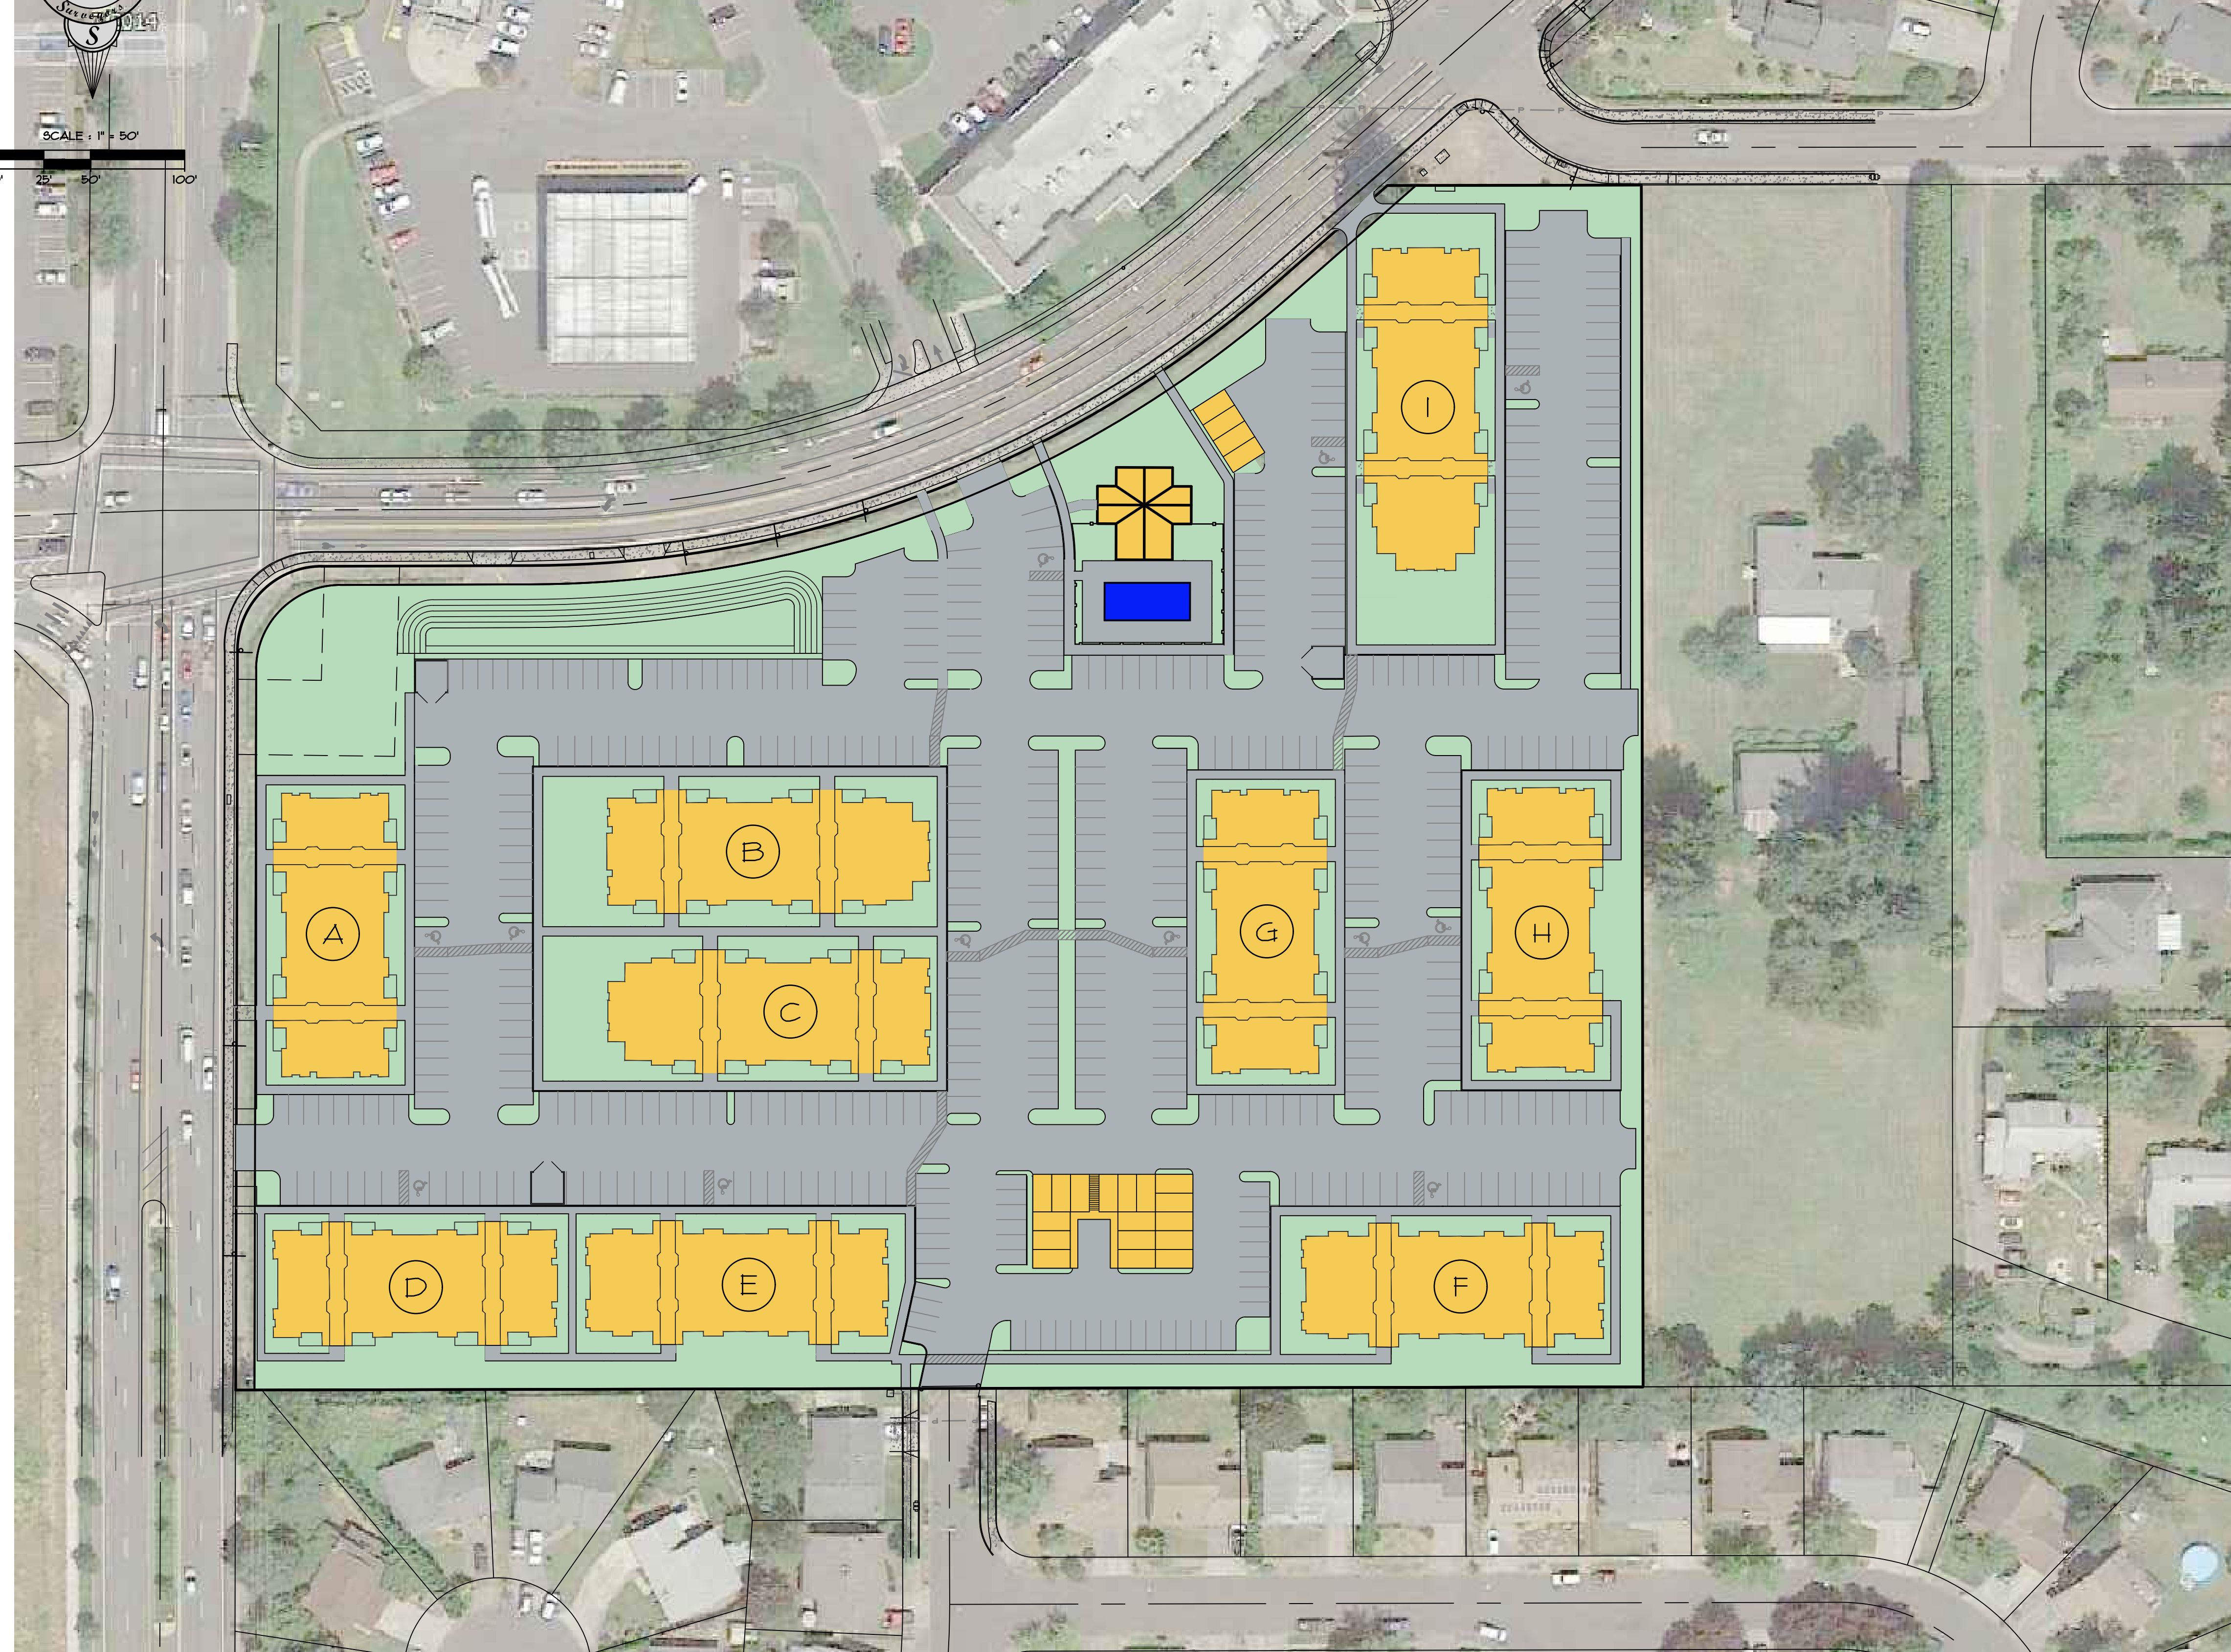 Surveyors
2014
S
SCALE : 1" = 50'
25' 50' 100'
I
B
A
G
H
C
D
E
F